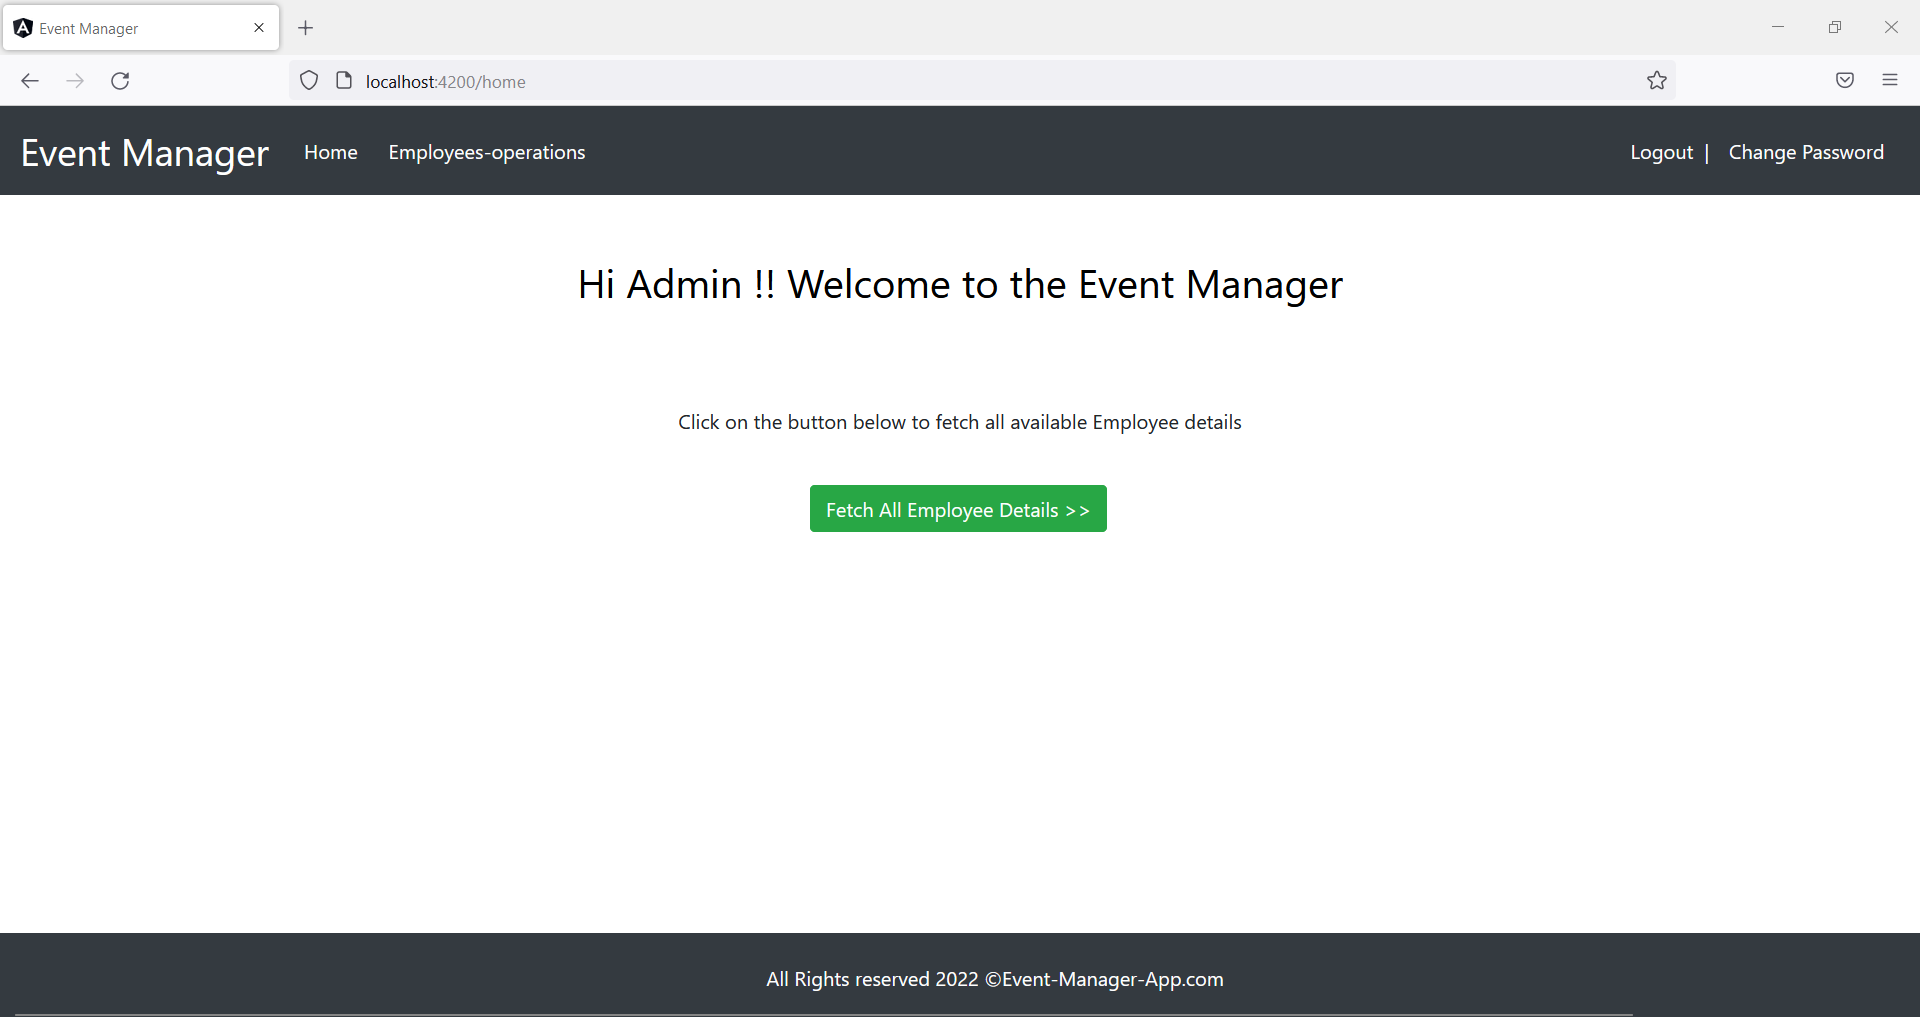 Event Manager
localhost:4200/home
Event Manager Home Employees-operations Logout | Change Password
Hi Admin !! Welcome to the Event Manager
Click on the button below to fetch all available Employee details
Fetch All Employee Details >>
All Rights reserved 2022 ©Event-Manager-App.com